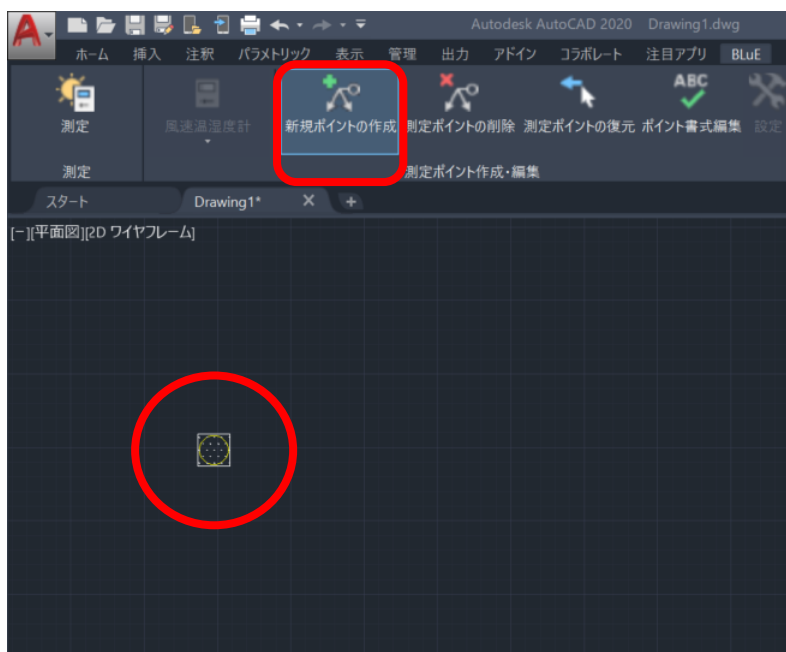 Autodesk AutoCAD 2020 Drawing1.dwg
ホーム 挿入 注釈 パラメトリック 表示 管理 出力 アドイン コラボレート 注目アプリ BLuE
ABC
測定 風速温湿度計 新規ポイントの作成 測定ポイントの削除 測定ポイントの復元 ポイント書式編集 設定
測定 測定ポイント作成・編集
スタート Drawing1*
[-][平面図][2D ワイヤフレーム]